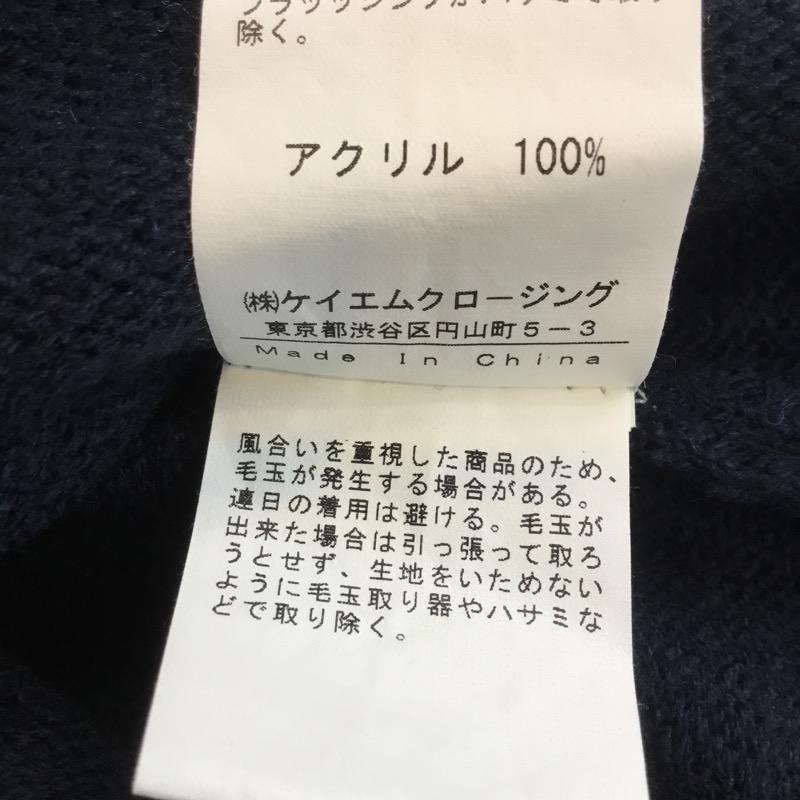 除く。
アクリル 100%
㈱ケイエムクロージング
東京都渋谷区円山町5-3
Made In China
風合いを重視した商品のため、
毛玉が発生する場合がある。
連日の着用は避ける。毛玉が
出来た場合は引っ張って取ろ
うとせず、生地をいためない
ように毛玉取り器やハサミな
どで取り除く。